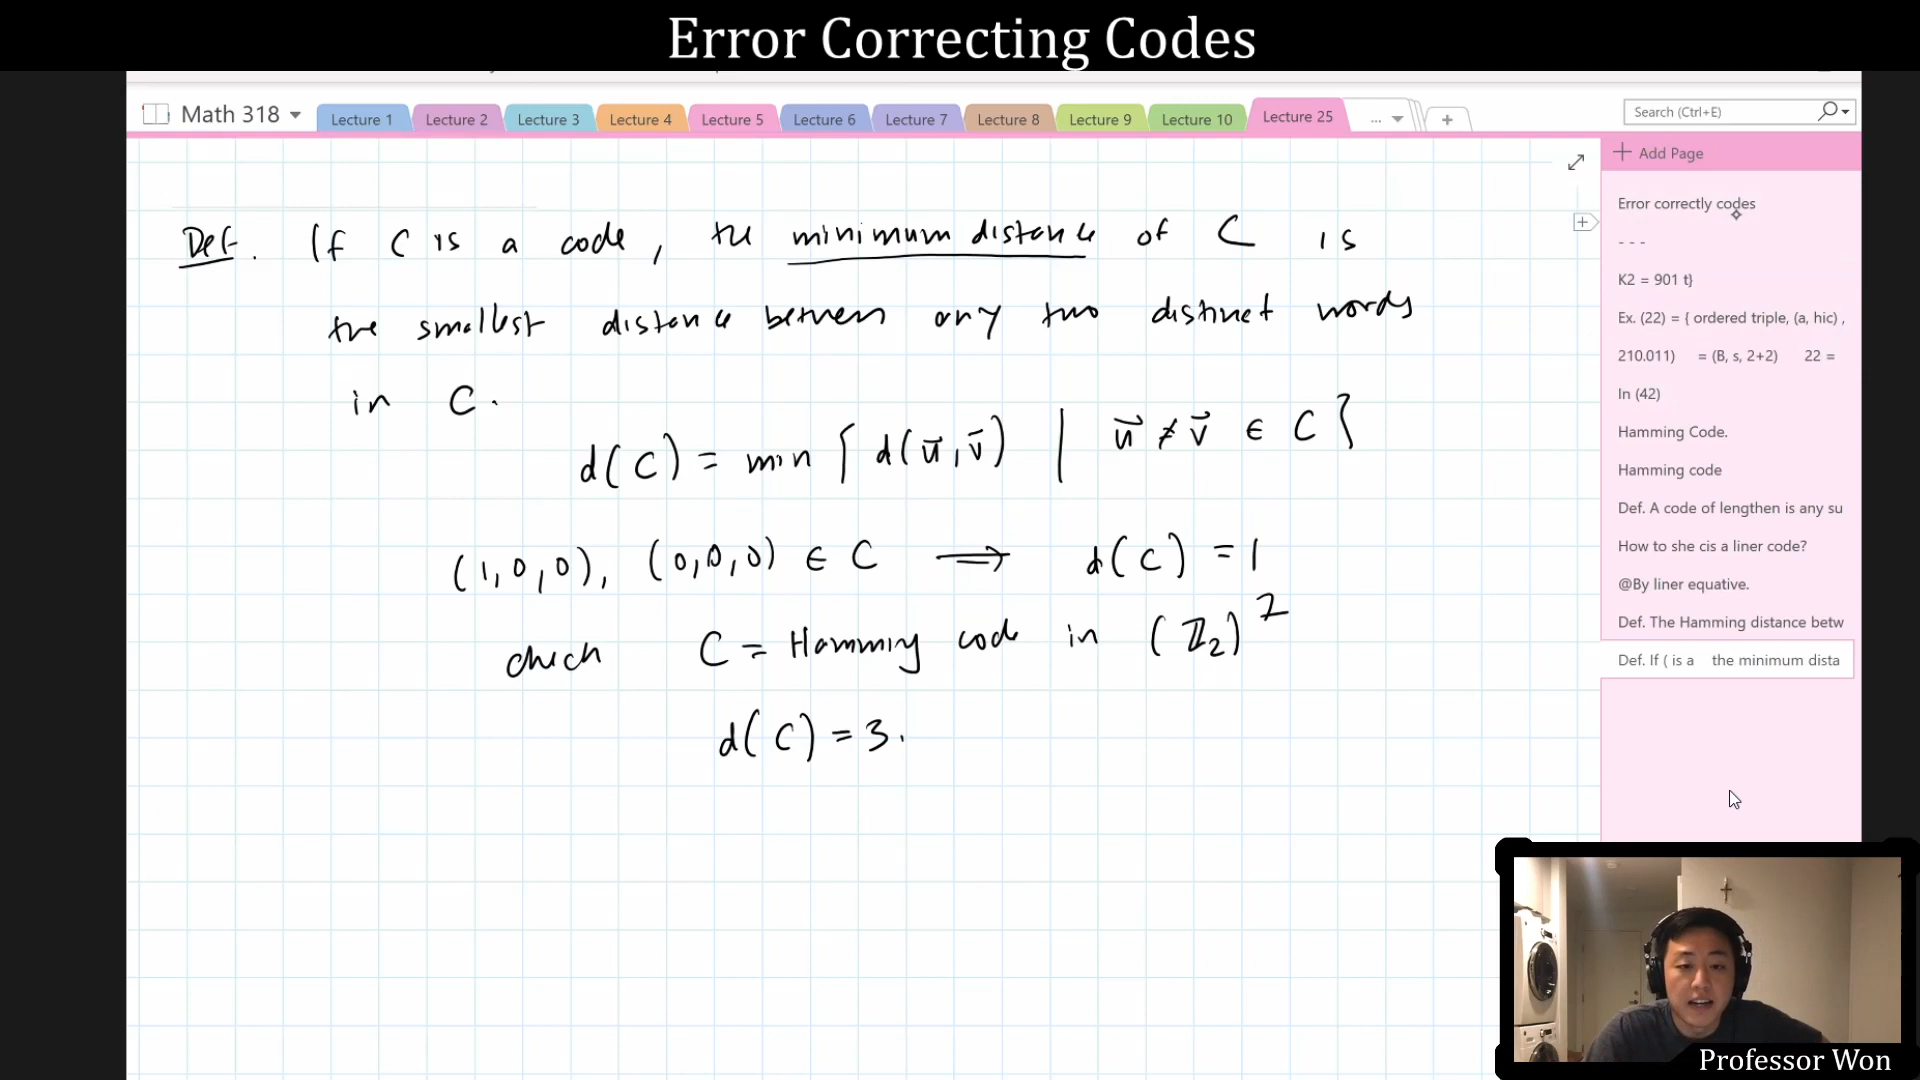 Error Correcting Codes
Math 318
Lecture 1
Lecture 2
Lecture 3
Lecture 4
Lecture 5
Lecture 6
Lecture 7
Lecture 8
Lecture 9
Lecture 10
Lecture 25
...
+
Search (Ctrl+E)
Def. If C is a code, the minimum distance of C is
the smallest distance between any two distinct words
in C.
d(C) = min { d(u⃗,v⃗) | u⃗ ≠ v⃗ ∈ C }
(1,0,0), (0,0,0) ∈ C ⟹ d(C) = 1
check C = Hamming code in (ℤ₂)⁷
d(C) = 3.
+ Add Page
Error correctly codes
- - -
K2 = 901 t}
Ex. (22) = { ordered triple, (a, hic) ,
210.011) = (B, s, 2+2) 22 =
In (42)
Hamming Code.
Hamming code
Def. A code of lengthen is any su
How to she cis a liner code?
@By liner equative.
Def. The Hamming distance betw
Def. If ( is a the minimum dista
Professor Won